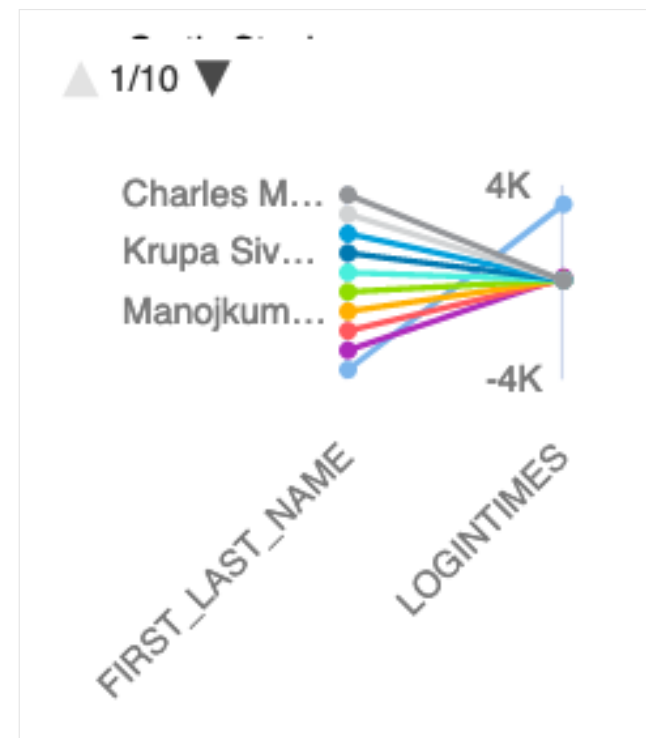 1/10
Charles M...
4K
Krupa Siv...
Manojkum...
-4K
FIRST_LAST_NAME
LOGINTIMES